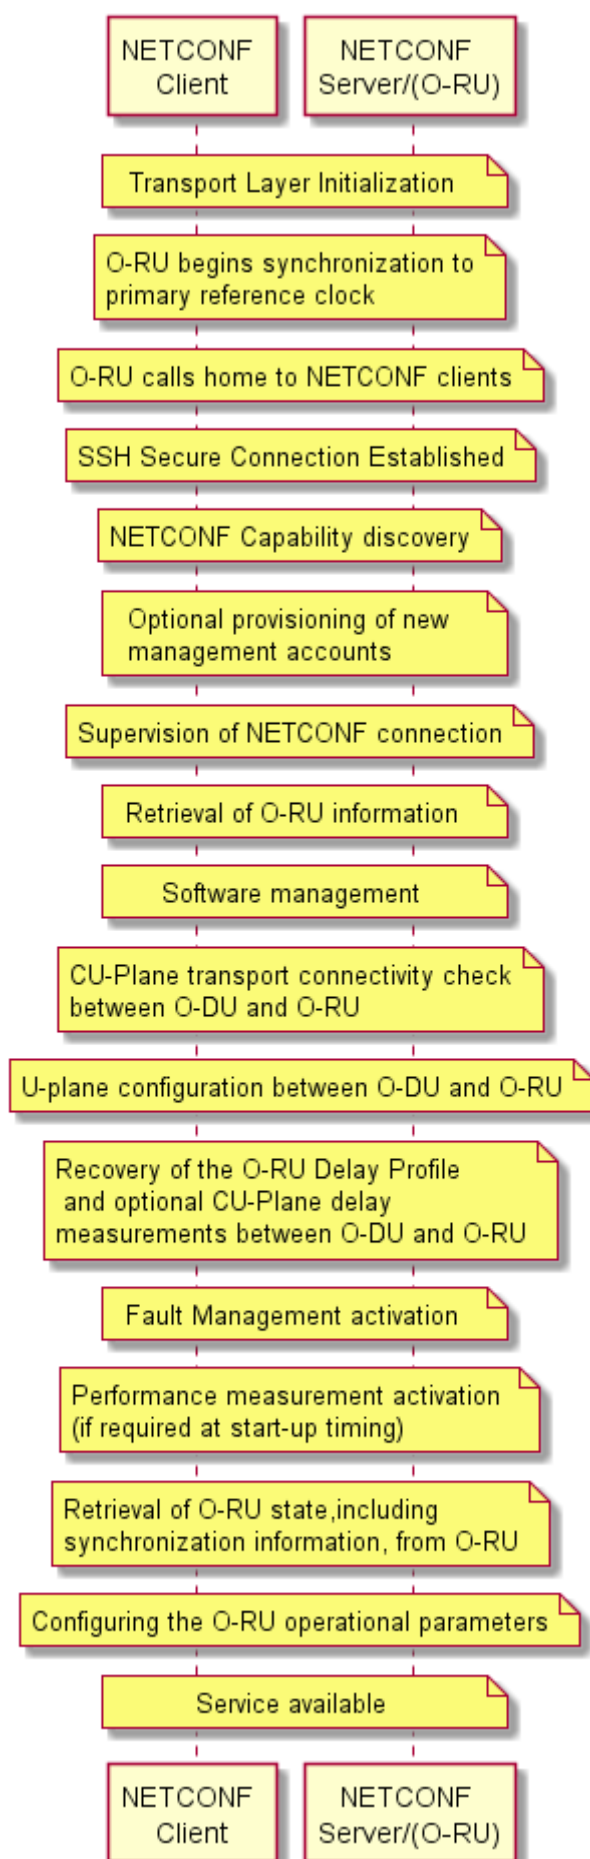 NETCONF
Client
NETCONF
Server/(O-RU)
Transport Layer Initialization
O-RU begins synchronization to
primary reference clock
O-RU calls home to NETCONF clients
SSH Secure Connection Established
NETCONF Capability discovery
Optional provisioning of new
management accounts
Supervision of NETCONF connection
Retrieval of O-RU information
Software management
CU-Plane transport connectivity check
between O-DU and O-RU
U-plane configuration between O-DU and O-RU
Recovery of the O-RU Delay Profile
and optional CU-Plane delay
measurements between O-DU and O-RU
Fault Management activation
Performance measurement activation
(if required at start-up timing)
Retrieval of O-RU state,including
synchronization information, from O-RU
Configuring the O-RU operational parameters
Service available
NETCONF
Client
NETCONF
Server/(O-RU)